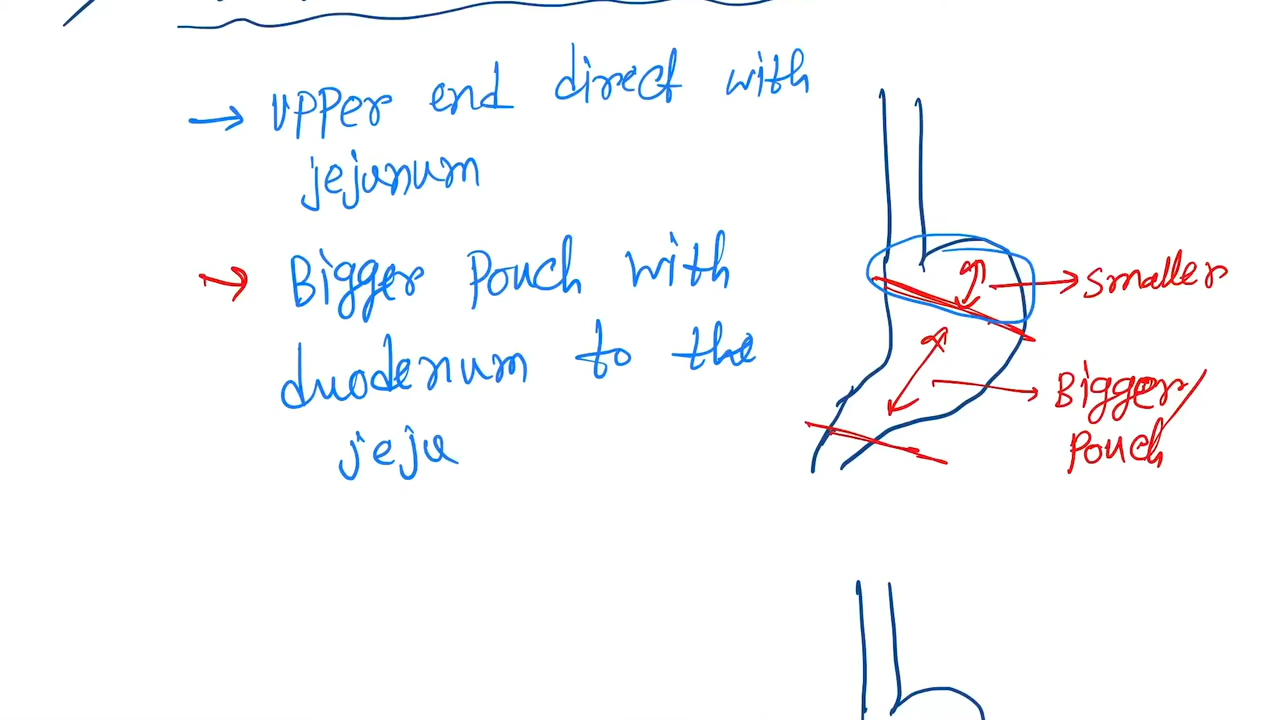 → Upper end direct with
jejunum
→ Bigger Pouch with
duodenum to the
jeju
Smaller
Bigger/
Pouch